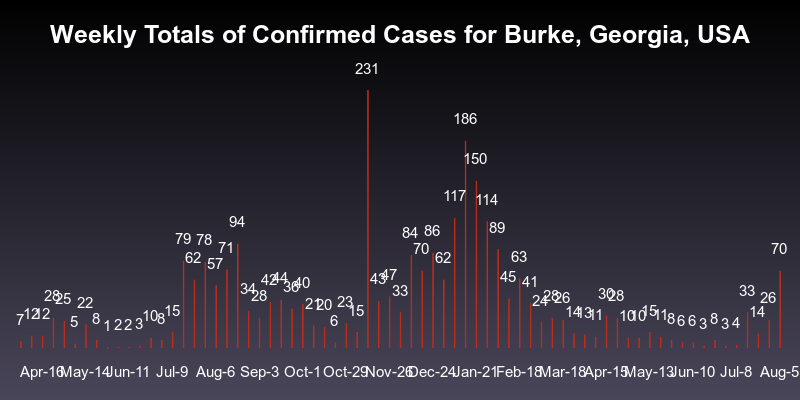 Weekly Totals of Confirmed Cases for Burke, Georgia, USA
7 12 12 28 25 5 22 8 1 2 2 3 10 8 15 79 62 78 57 71 94 34 28 42 44 36 40 21 20 6 23 15 231 43 47 33 84 70 86 62 117 186 150 114 89 45 63 41 24 28 26 14 13 11 30 28 10 10 15 11 8 6 6 3 8 3 4 33 14 26 70
Apr-16 May-14 Jun-11 Jul-9 Aug-6 Sep-3 Oct-1 Oct-29 Nov-26 Dec-24 Jan-21 Feb-18 Mar-18 Apr-15 May-13 Jun-10 Jul-8 Aug-5